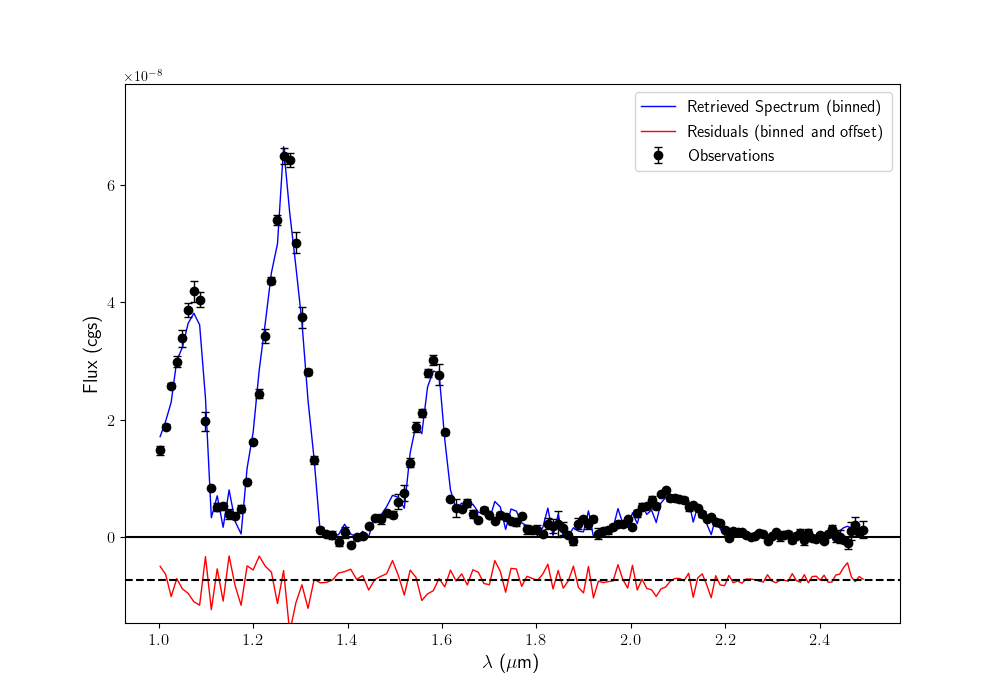 ×10⁻⁸
Retrieved Spectrum (binned)
Residuals (binned and offset)
Observations
6
4
2
0
Flux (cgs)
1.0 1.2 1.4 1.6 1.8 2.0 2.2 2.4
λ (μm)